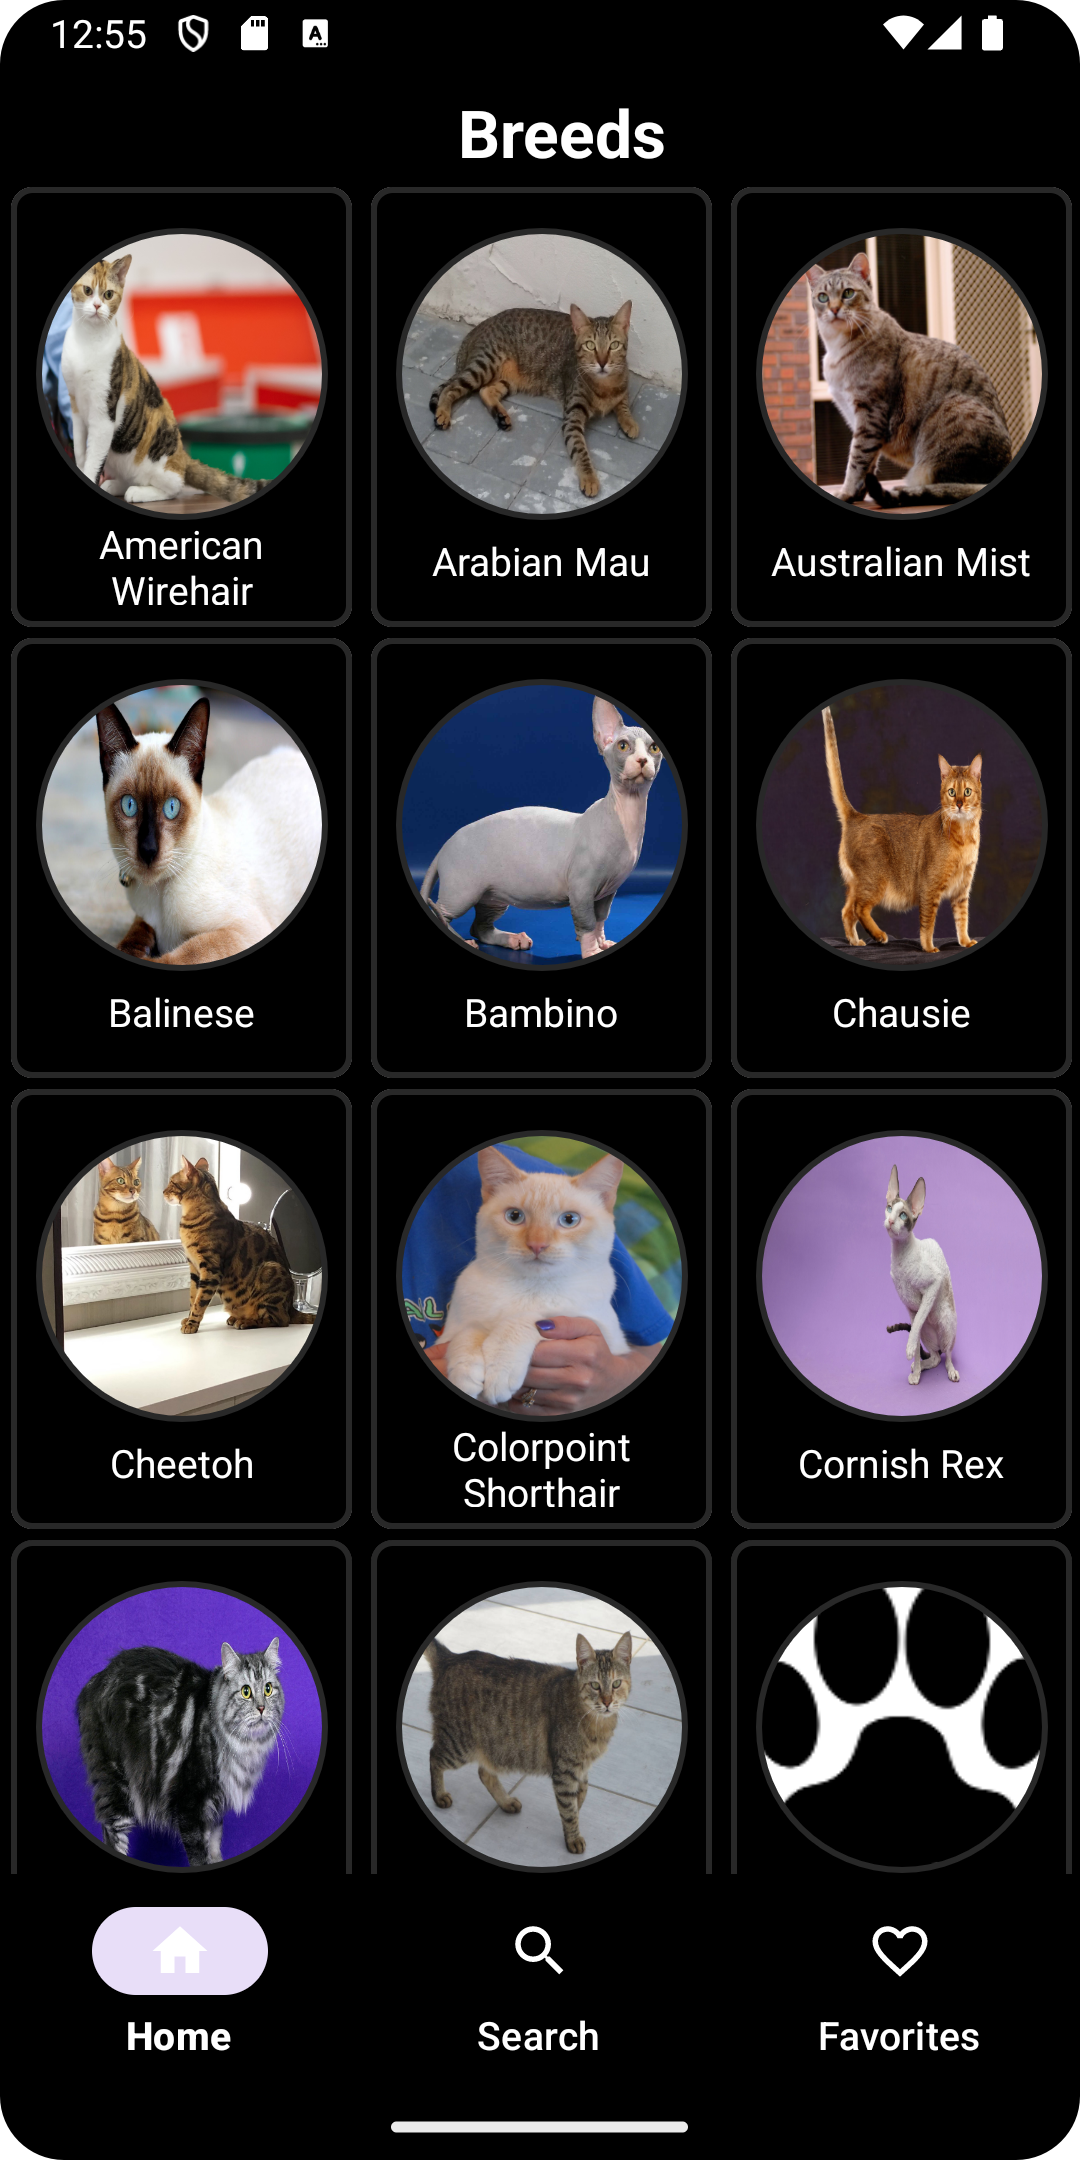 12:55
Breeds
American
Wirehair
Arabian Mau
Australian Mist
Balinese
Bambino
Chausie
Cheetoh
Colorpoint
Shorthair
Cornish Rex
Home
Search
Favorites